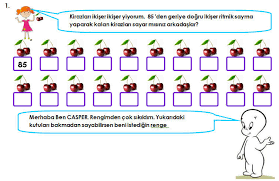 1.
Kirazları ikişer ikişer yiyorum. 85 'den geriye doğru ikişer ritmik sayma
yaparak kalan kirazları sayar mısınız arkadaşlar?
85
Merhaba Ben CASPER. Rengimden çok sıkıldım. Yukarıdaki
kutuları bakmadan sayabilirsen beni istediğin renge